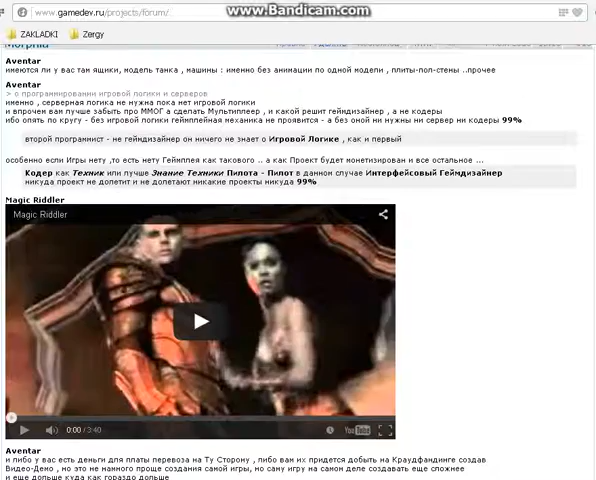 www.Bandicam.com
www.gamedev.ru/projects/forum/
ZAKLADKI Zergy
Aventar
имеются ли у вас там ящики, модель танка , машины : именно без анимации по одной модели , плиты-пол-стены ..прочее
Aventar
> о программировании игровой логики и серверов
именно , серверная логика не нужна пока нет игровой логики
и впрочем вам лучше забыть про ММОГ а сделать Мультиплеер , и какой решит геймдизайнер , а не кодеры
ибо опять по кругу - без игровой логики геймплейная механика не проявится - а без оной ни нужны ни сервер ни кодеры 99%
второй программист - не геймдизайнер он ничего не знает о Игровой Логике , как и первый
особенно если Игры нету ,то есть нету Геймплея как такового .. а как Проект будет монетизирован и все остальное ...
Кодер как Техник или лучше Знание Техники Пилота - Пилот в данном случае Интерфейсовый Геймдизайнер
никуда проект не долетит и не долетают никакие проекты никуда 99%
Magic Riddler
Magic Riddler
0:00 / 3:40
YouTube
Aventar
и либо у вас есть деньги для платы перевоза на Ту Сторону , либо вам их придется добыть на Краудфандинге создав
Видео-Демо , но это не намного проще создания самой игры, но саму игру на самом деле создавать еще сложнее
и еще дольше куда как гораздо дольше